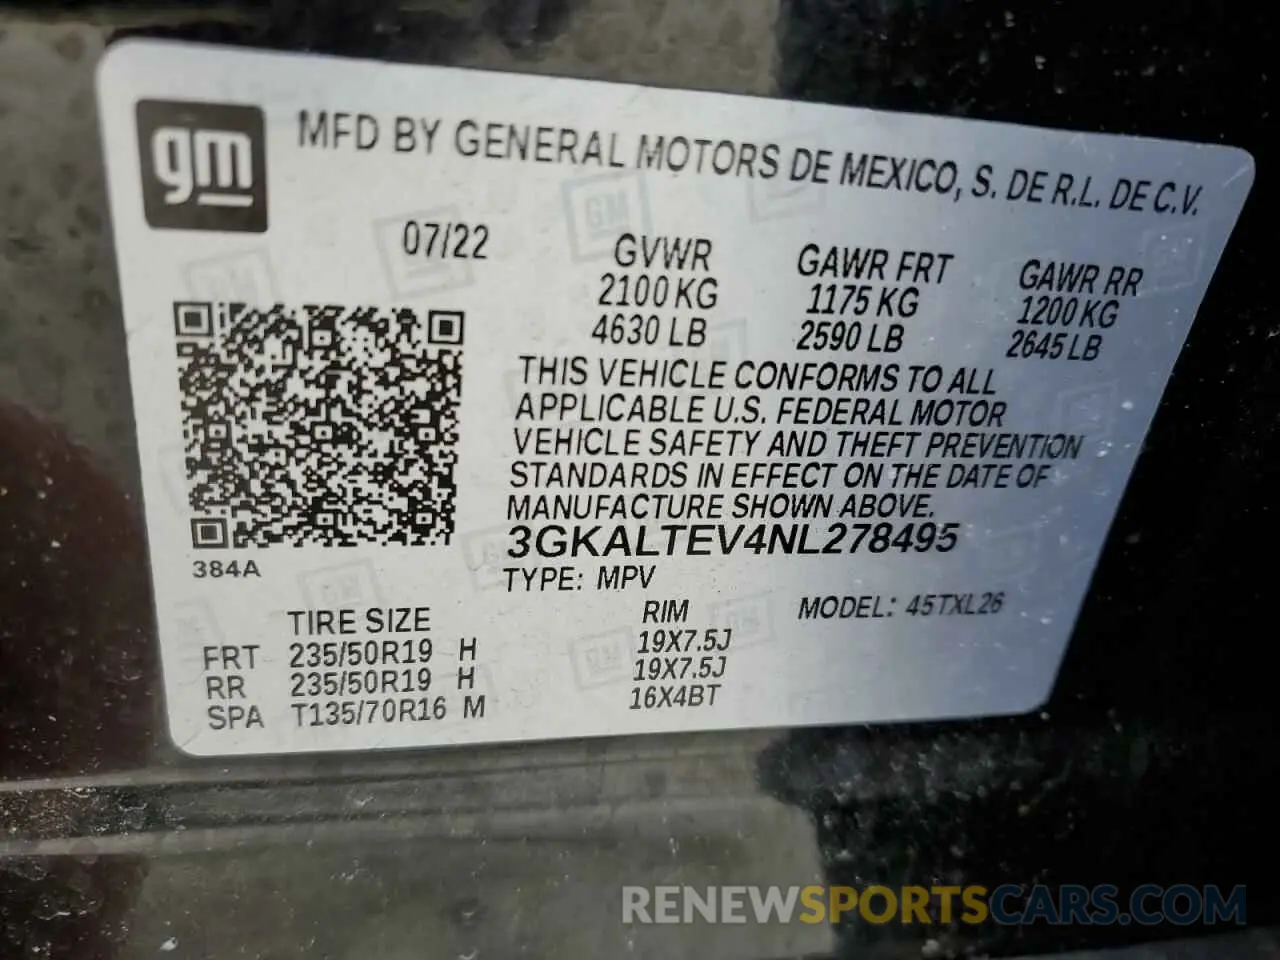 gm
MFD BY GENERAL MOTORS DE MEXICO, S. DE R.L. DE C.V.
07/22 GVWR GAWR FRT GAWR RR
2100 KG 1175 KG 1200 KG
4630 LB 2590 LB 2645 LB
THIS VEHICLE CONFORMS TO ALL
APPLICABLE U.S. FEDERAL MOTOR
VEHICLE SAFETY AND THEFT PREVENTION
STANDARDS IN EFFECT ON THE DATE OF
MANUFACTURE SHOWN ABOVE.
3GKALTEV4NL278495
384A
TYPE: MPV
TIRE SIZE RIM MODEL: 45TXL26
FRT 235/50R19 H 19X7.5J
RR 235/50R19 H 19X7.5J
SPA T135/70R16 M 16X4BT
RENEWSPORTSCARS.COM